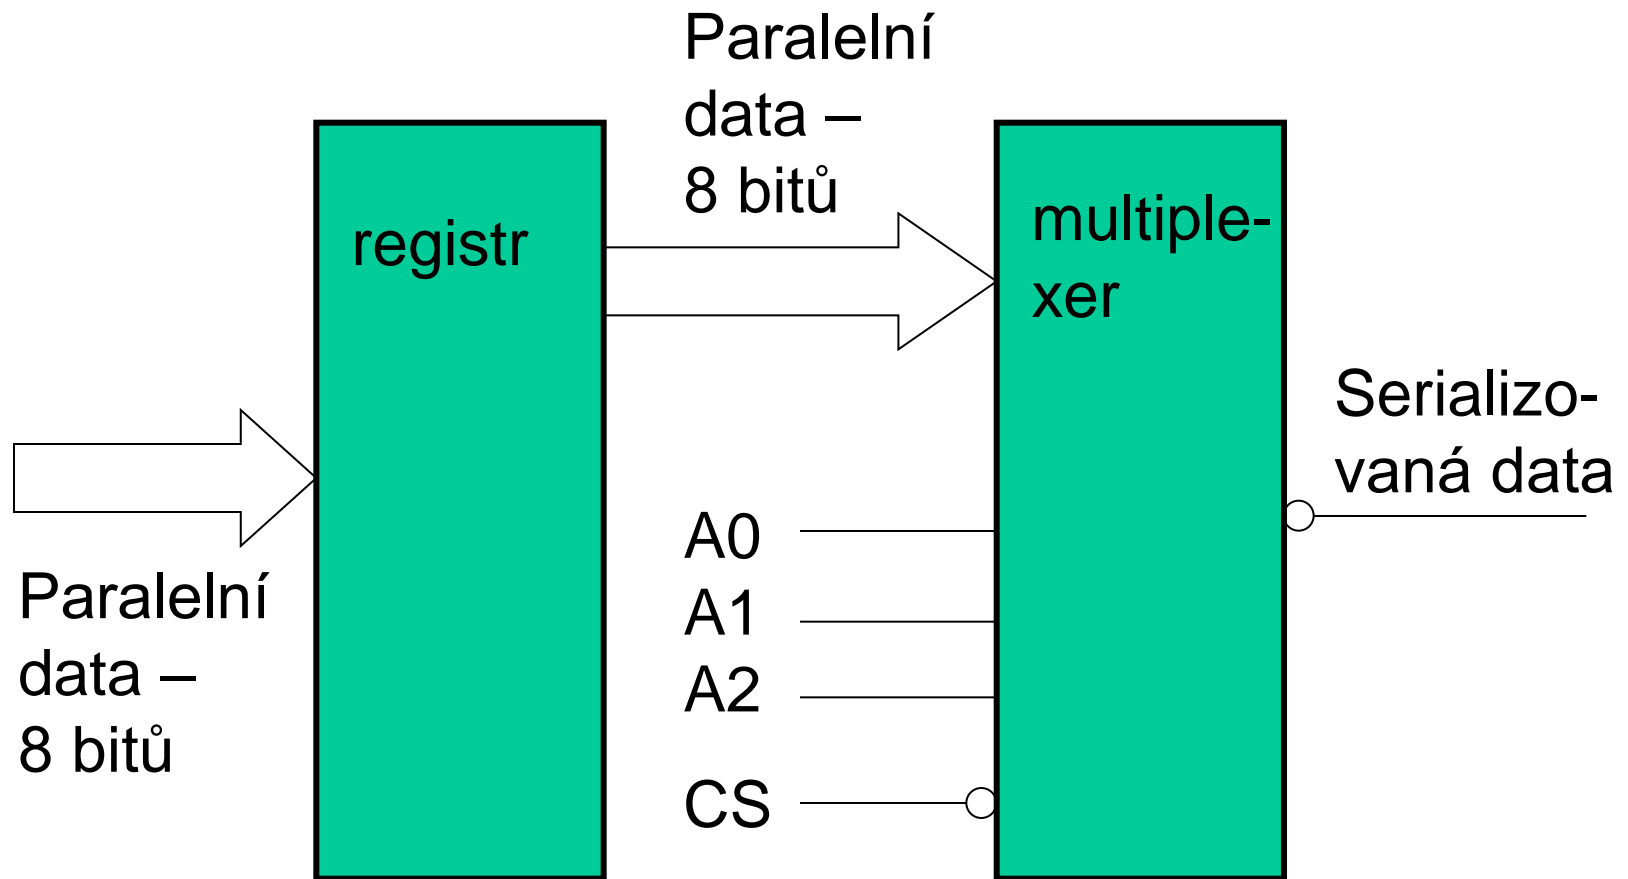 Paralelní
data –
8 bitů
registr
Paralelní
data –
8 bitů
multiple-
xer
A0
A1
A2
CS
Serializo-
vaná data